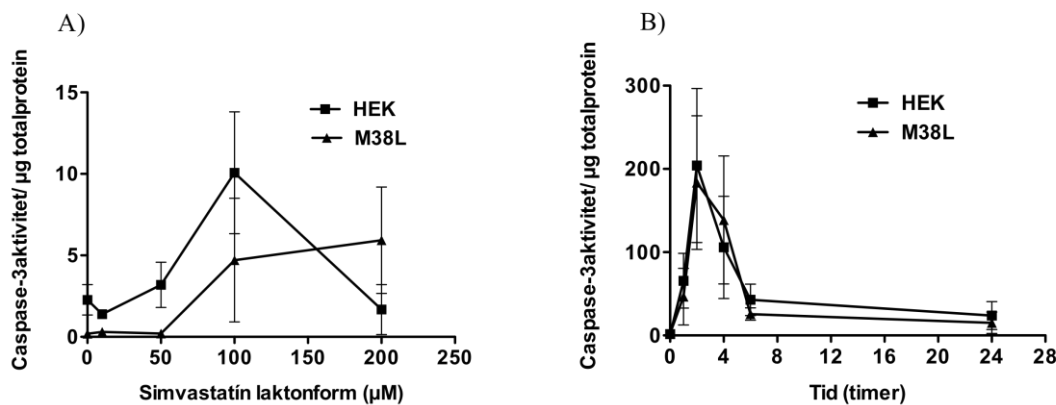 A)
Caspase-3aktivitet/ µg totalprotein
15
10
5
0
0
50
100
150
200
250
Simvastatín laktonform (µM)
HEK
M38L
B)
Caspase-3aktivitet/ µg totalprotein
300
200
100
0
0
4
8
12
16
20
24
28
Tid (timer)
HEK
M38L